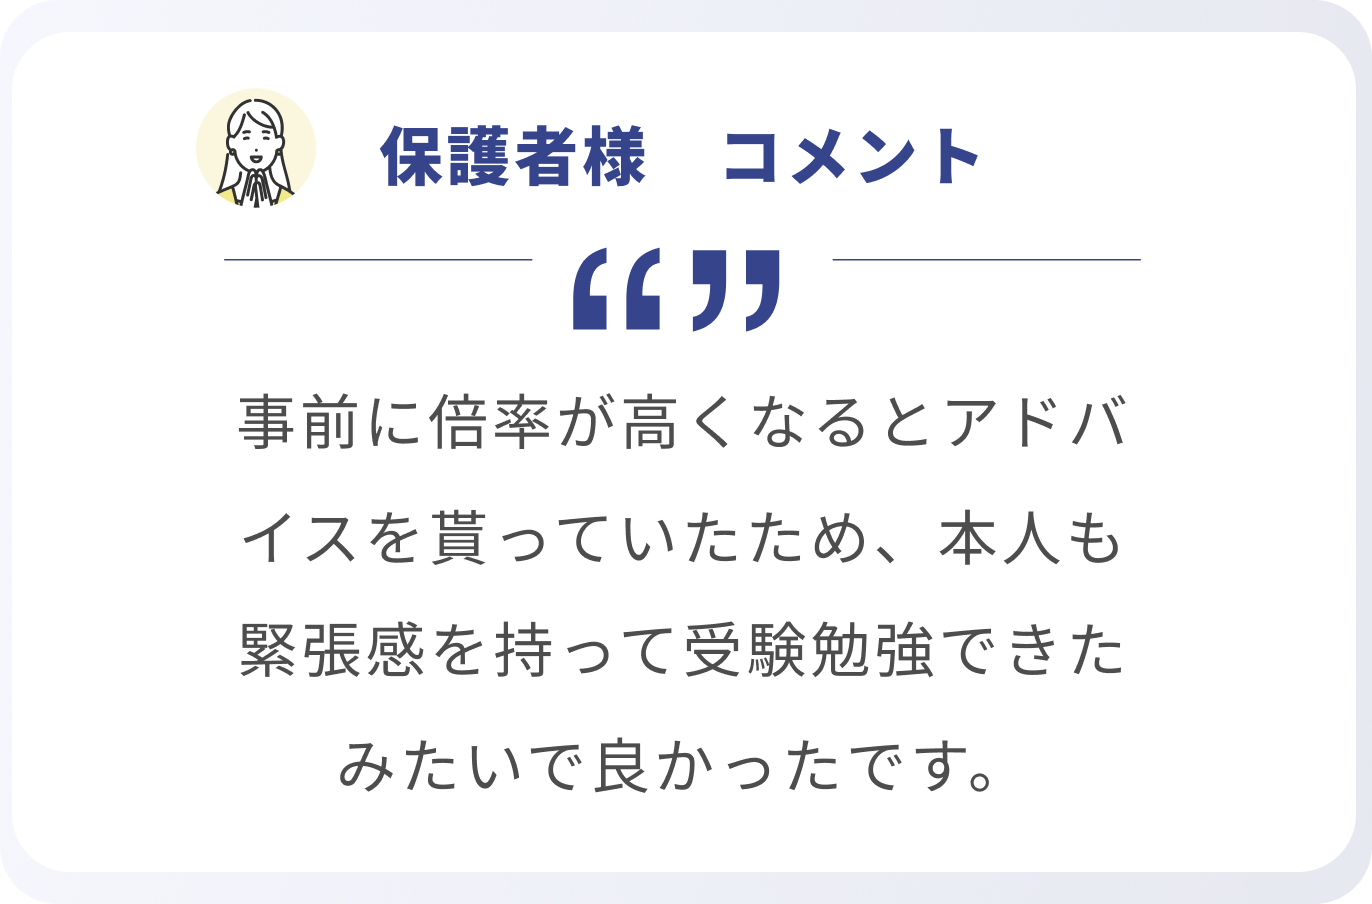 保護者様　コメント
“ ”
事前に倍率が高くなるとアドバ
イスを貰っていたため、本人も
緊張感を持って受験勉強できた
みたいで良かったです。